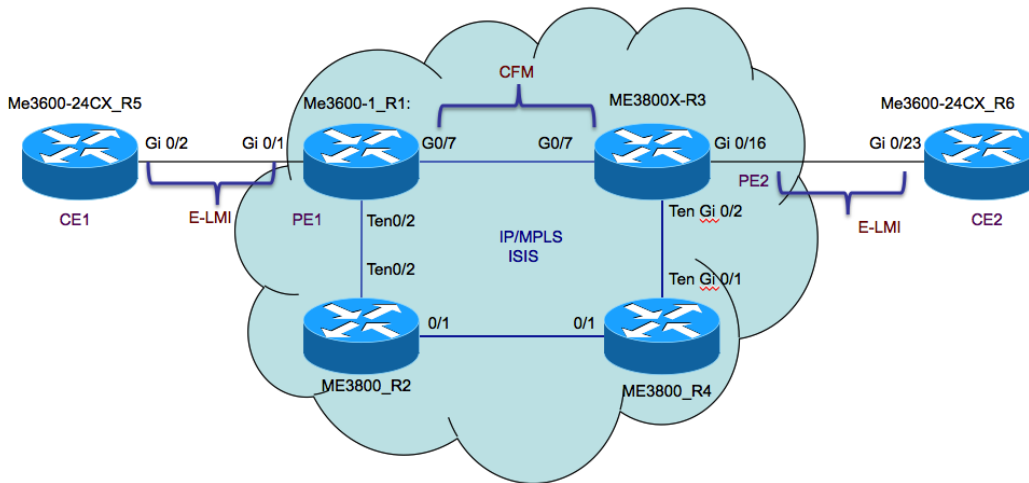 CFM
Me3600-24CX_R5
Me3600-1_R1:
ME3800X-R3
Me3600-24CX_R6
Gi 0/2
Gi 0/1
G0/7
G0/7
Gi 0/16
Gi 0/23
E-LMI
CE1
PE1
PE2
E-LMI
CE2
Ten0/2
Ten Gi 0/2
IP/MPLS
ISIS
Ten0/2
Ten Gi 0/1
0/1
0/1
ME3800_R2
ME3800_R4